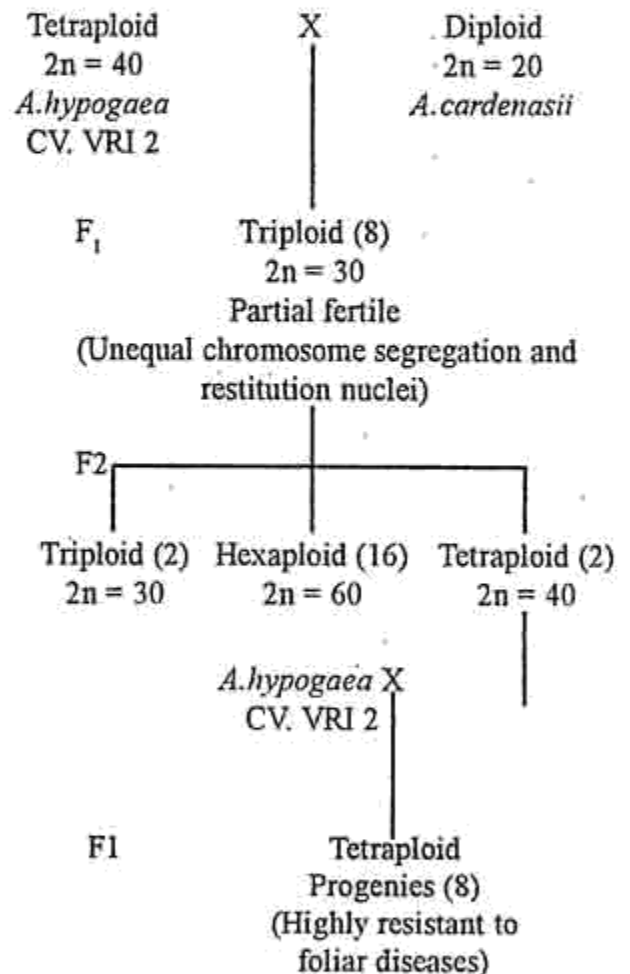 Tetraploid X Diploid
2n = 40 2n = 20
A.hypogaea A.cardenasii
CV. VRI 2
F1 Triploid (8)
2n = 30
Partial fertile
(Unequal chromosome segregation and
restitution nuclei)
F2
Triploid (2) Hexaploid (16) Tetraploid (2)
2n = 30 2n = 60 2n = 40
A.hypogaea X
CV. VRI 2
F1 Tetraploid
Progenies (8)
(Highly resistant to
foliar diseases)